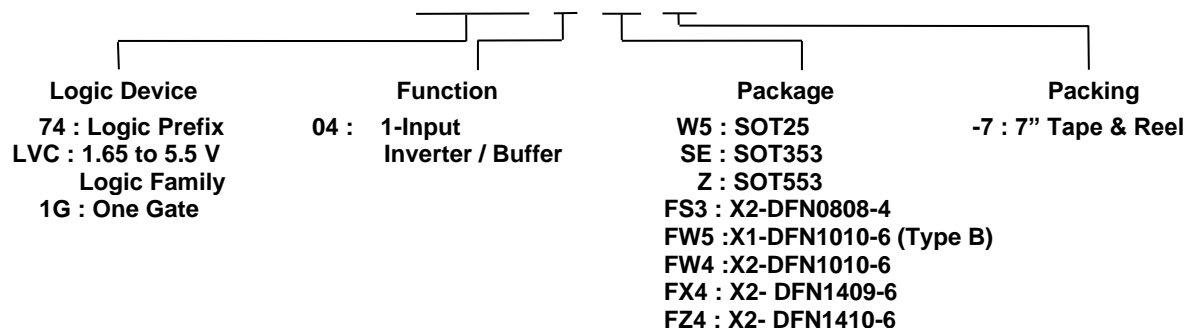 Logic Device
74 : Logic Prefix
LVC : 1.65 to 5.5 V
Logic Family
1G : One Gate
Function
04 : 1-Input
Inverter / Buffer
Package
W5 : SOT25
SE : SOT353
Z : SOT553
FS3 : X2-DFN0808-4
FW5 :X1-DFN1010-6 (Type B)
FW4 :X2-DFN1010-6
FX4 : X2- DFN1409-6
FZ4 : X2- DFN1410-6
Packing
-7 : 7” Tape & Reel